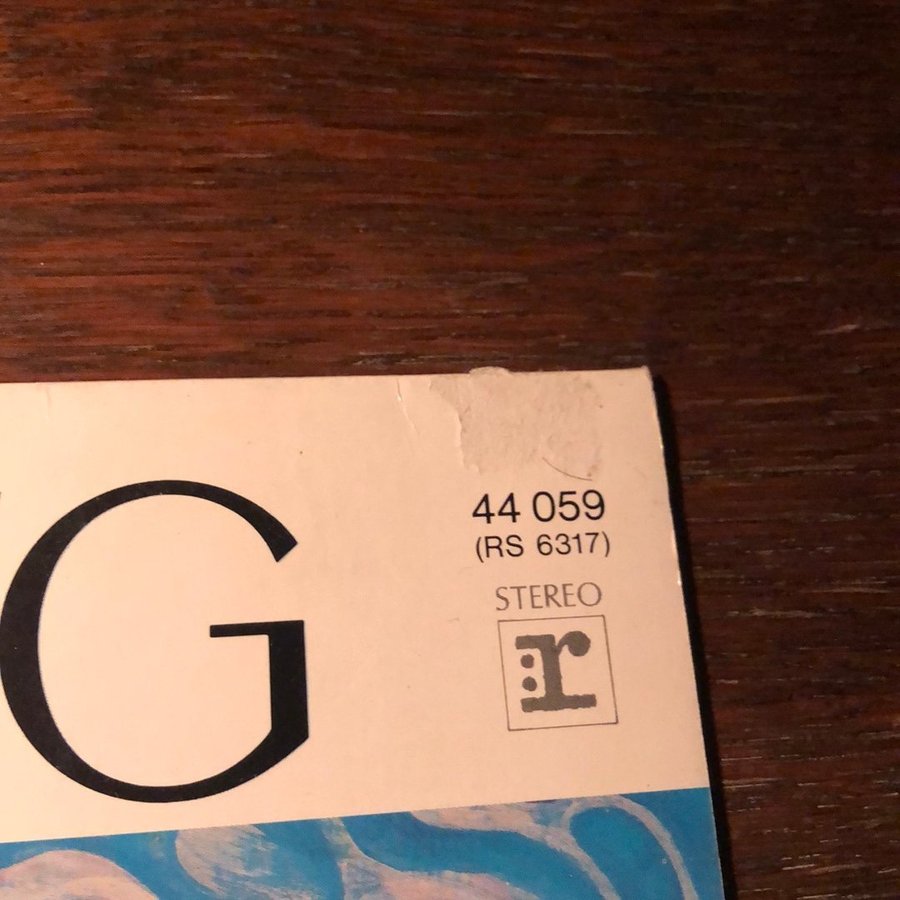 G
44 059
(RS 6317)
STEREO
r